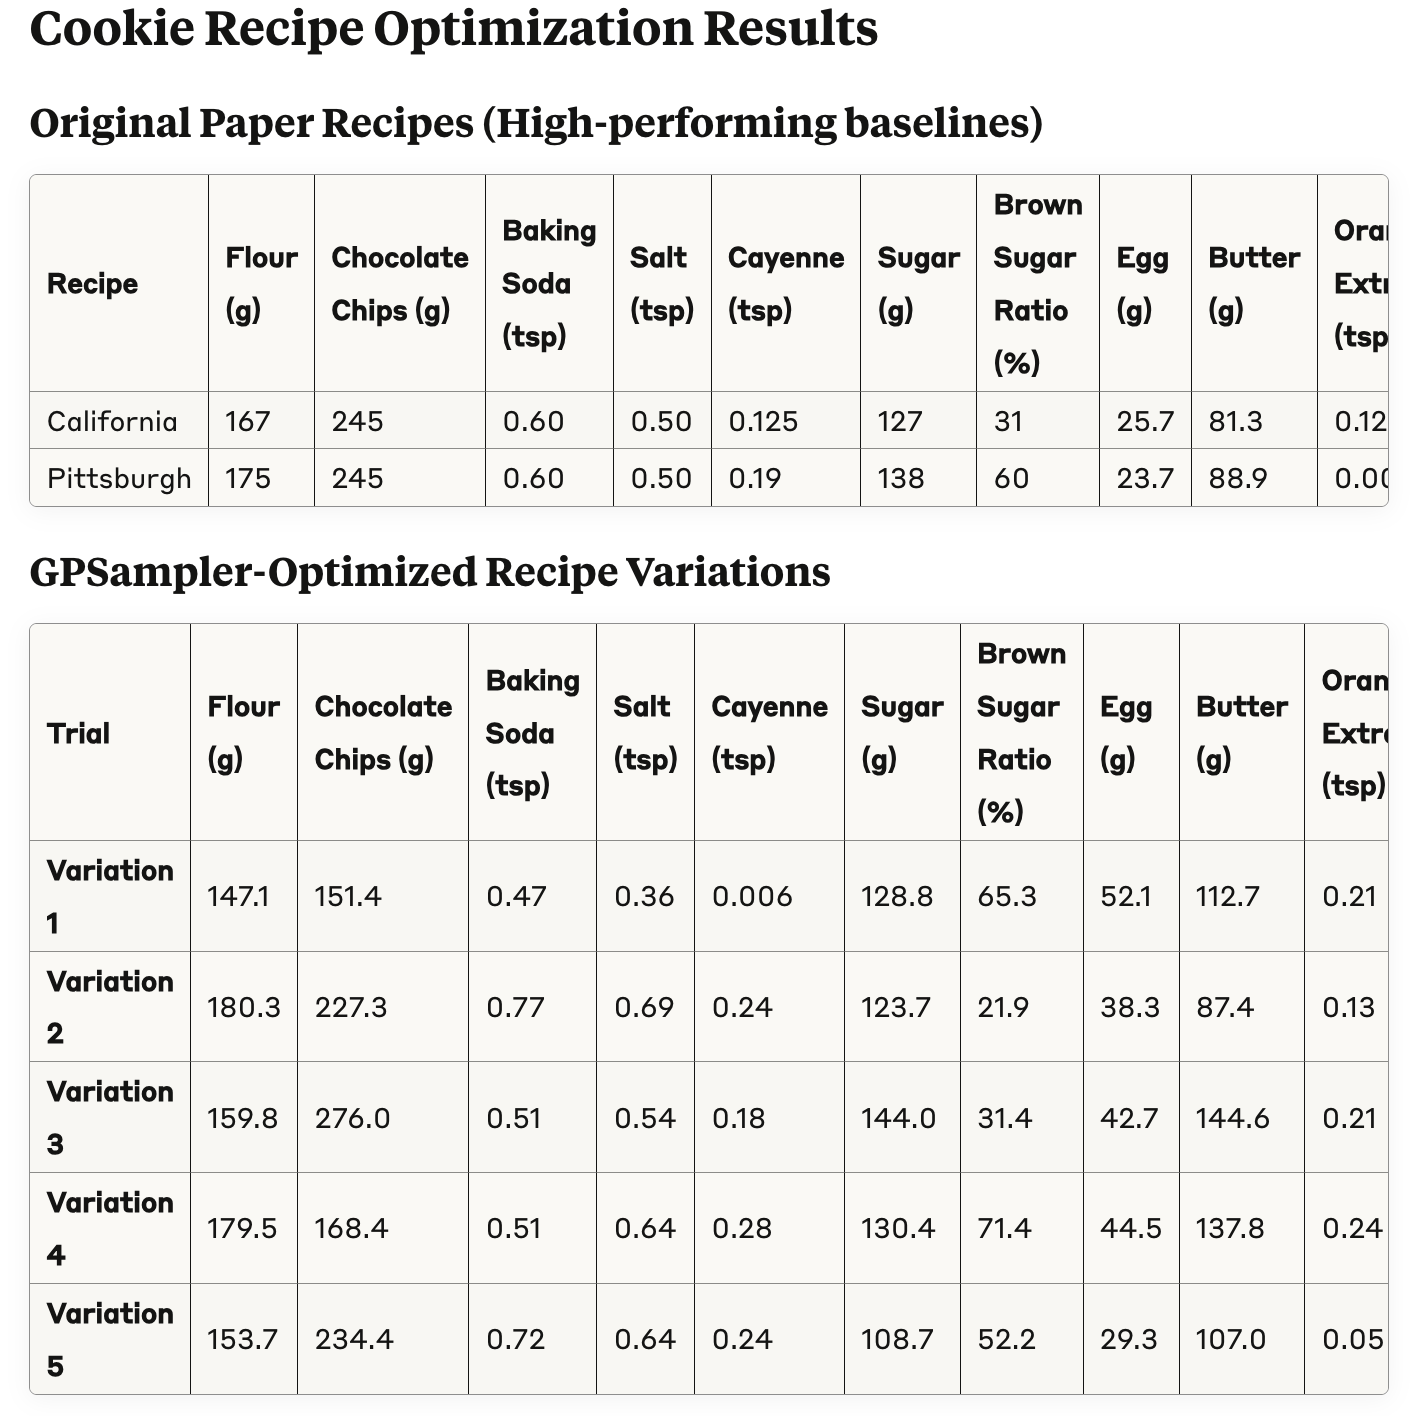 Cookie Recipe Optimization Results
Original Paper Recipes (High-performing baselines)
Recipe Flour (g) Chocolate Chips (g) Baking Soda (tsp) Salt (tsp) Cayenne (tsp) Sugar (g) Brown Sugar Ratio (%) Egg (g) Butter (g) (tsp
California 167 245 0.60 0.50 0.125 127 31 25.7 81.3 0.12
Pittsburgh 175 245 0.60 0.50 0.19 138 60 23.7 88.9 0.00
GPSampler-Optimized Recipe Variations
Trial Flour (g) Chocolate Chips (g) Baking Soda (tsp) Salt (tsp) Cayenne (tsp) Sugar (g) Brown Sugar Ratio (%) Egg (g) Butter (g) Oran Extr (tsp)
Variation 1 147.1 151.4 0.47 0.36 0.006 128.8 65.3 52.1 112.7 0.21
Variation 2 180.3 227.3 0.77 0.69 0.24 123.7 21.9 38.3 87.4 0.13
Variation 3 159.8 276.0 0.51 0.54 0.18 144.0 31.4 42.7 144.6 0.21
Variation 4 179.5 168.4 0.51 0.64 0.28 130.4 71.4 44.5 137.8 0.24
Variation 5 153.7 234.4 0.72 0.64 0.24 108.7 52.2 29.3 107.0 0.05